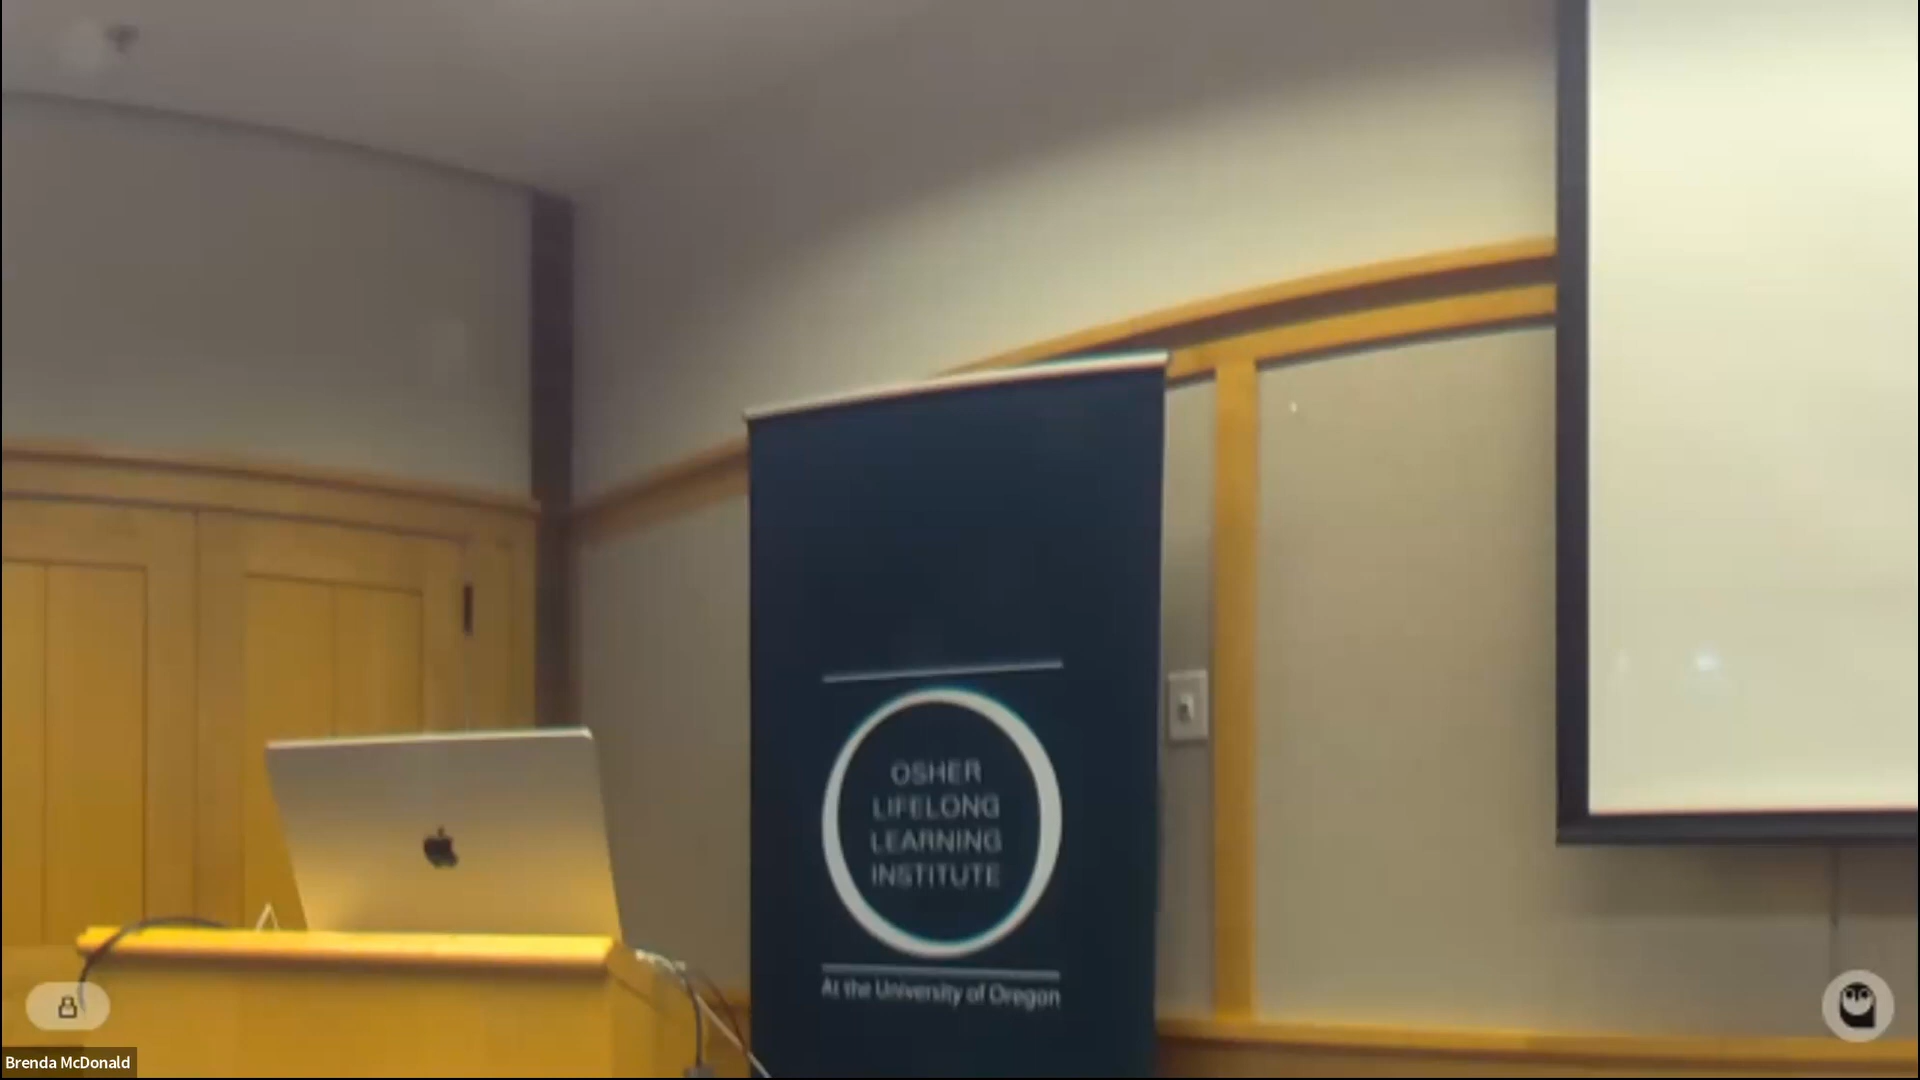 OSHER
LIFELONG
LEARNING
INSTITUTE
At the University of Oregon
Brenda McDonald